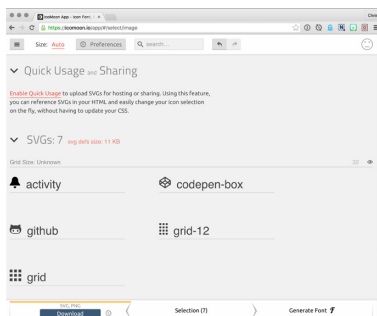 IcoMoon App - Icon Font,
Chris
https://icomoon.io/app/#/select/image
Size: Auto
Preferences
search...
Quick Usage and Sharing
Enable Quick Usage to upload SVGs for hosting or sharing. Using this feature,
you can reference SVGs in your HTML and easily change your icon selection
on the fly, without having to update your CSS.
SVGs: 7 svg defs size: 11 KB
Grid Size: Unknown
activity
codepen-box
github
grid-12
grid
SVG, PNG
Download
Selection (7)
Generate Font